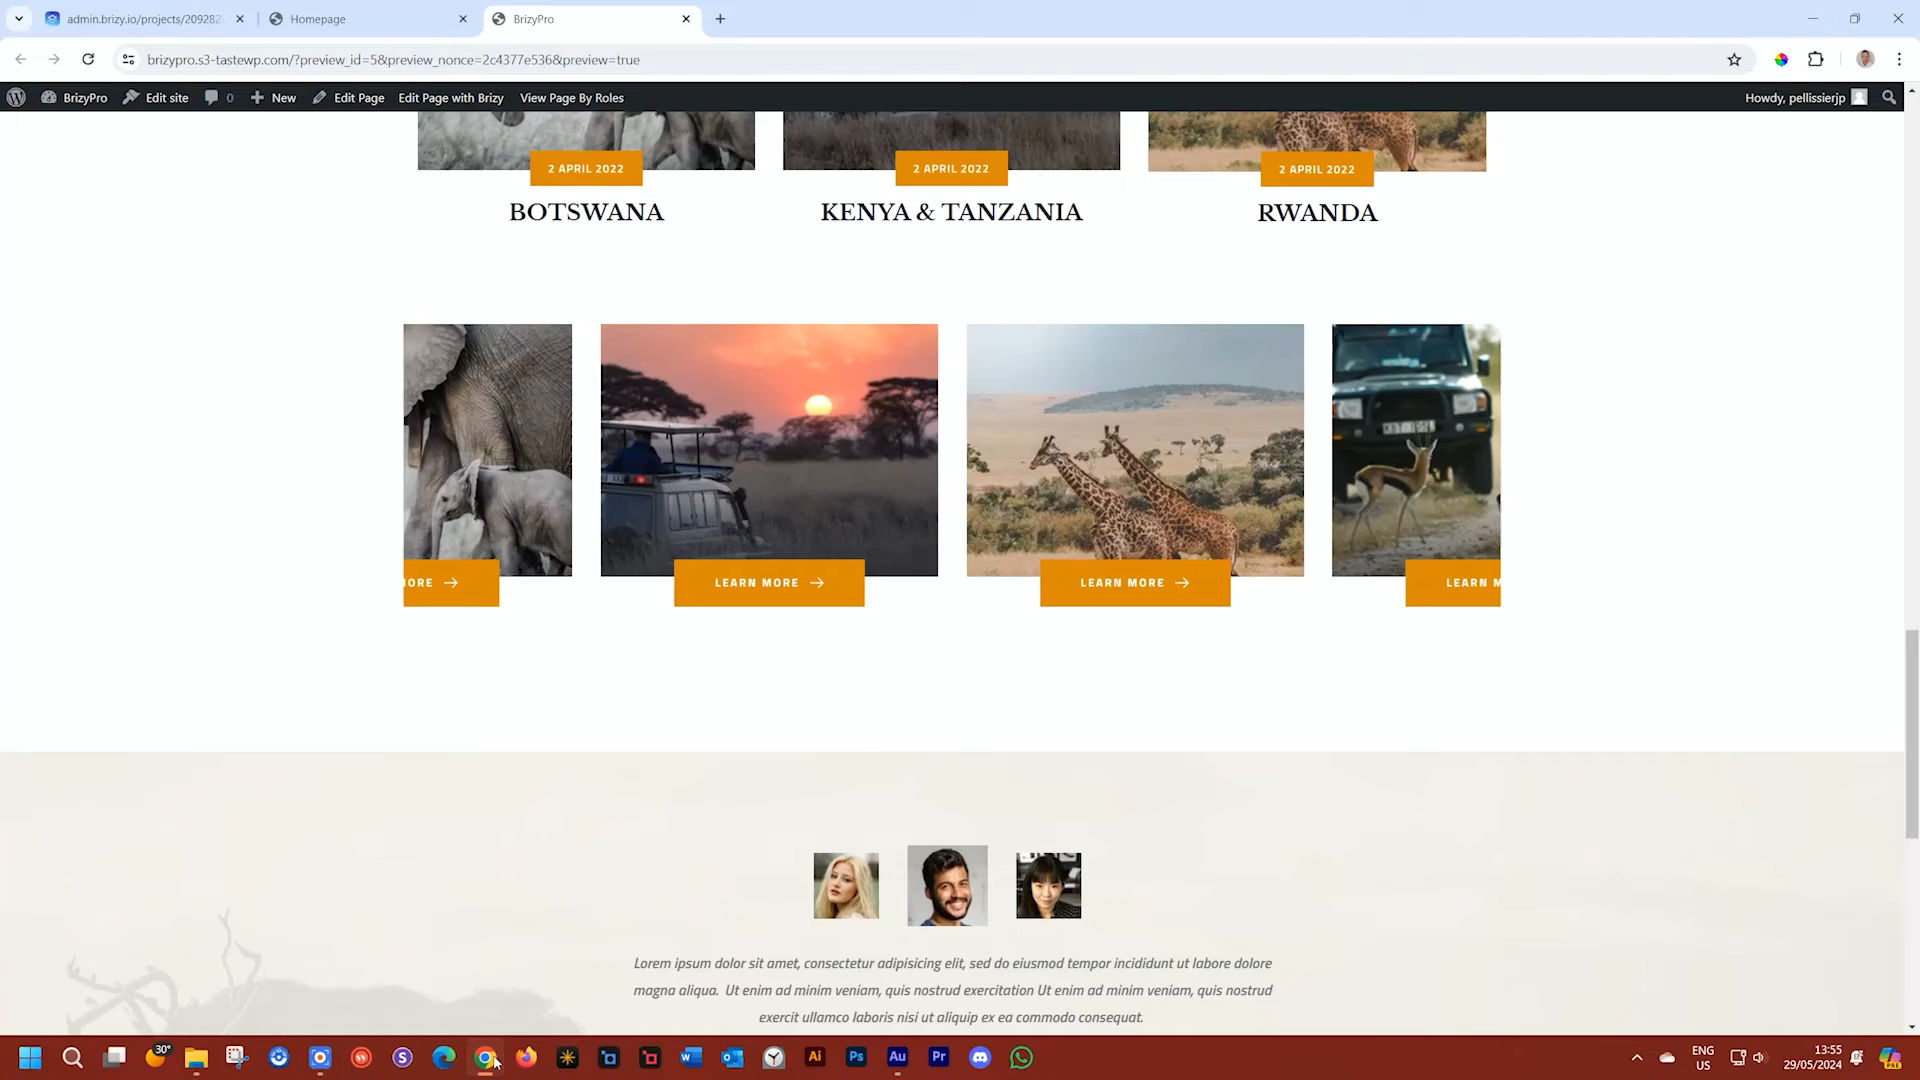 admin.brizy.io/projects/209282
Homepage
BrizyPro
brizypro.s3-tastewp.com/?preview_id=5&preview_nonce=2c4377e536&preview=true
BrizyPro Edit site 0 New Edit Page Edit Page with Brizy View Page By Roles Howdy, pellissierjp
2 APRIL 2022 2 APRIL 2022 2 APRIL 2022
BOTSWANA KENYA & TANZANIA RWANDA
ORE LEARN MORE LEARN MORE LEARN M
Lorem ipsum dolor sit amet, consectetur adipisicing elit, sed do eiusmod tempor incididunt ut labore dolore
magna aliqua. Ut enim ad minim veniam, quis nostrud exercitation Ut enim ad minim veniam, quis nostrud
exercit ullamco laboris nisi ut aliquip ex ea commodo consequat.
30°
S
Ai Ps Au Pr
ENG
US
13:55
29/05/2024
PRE